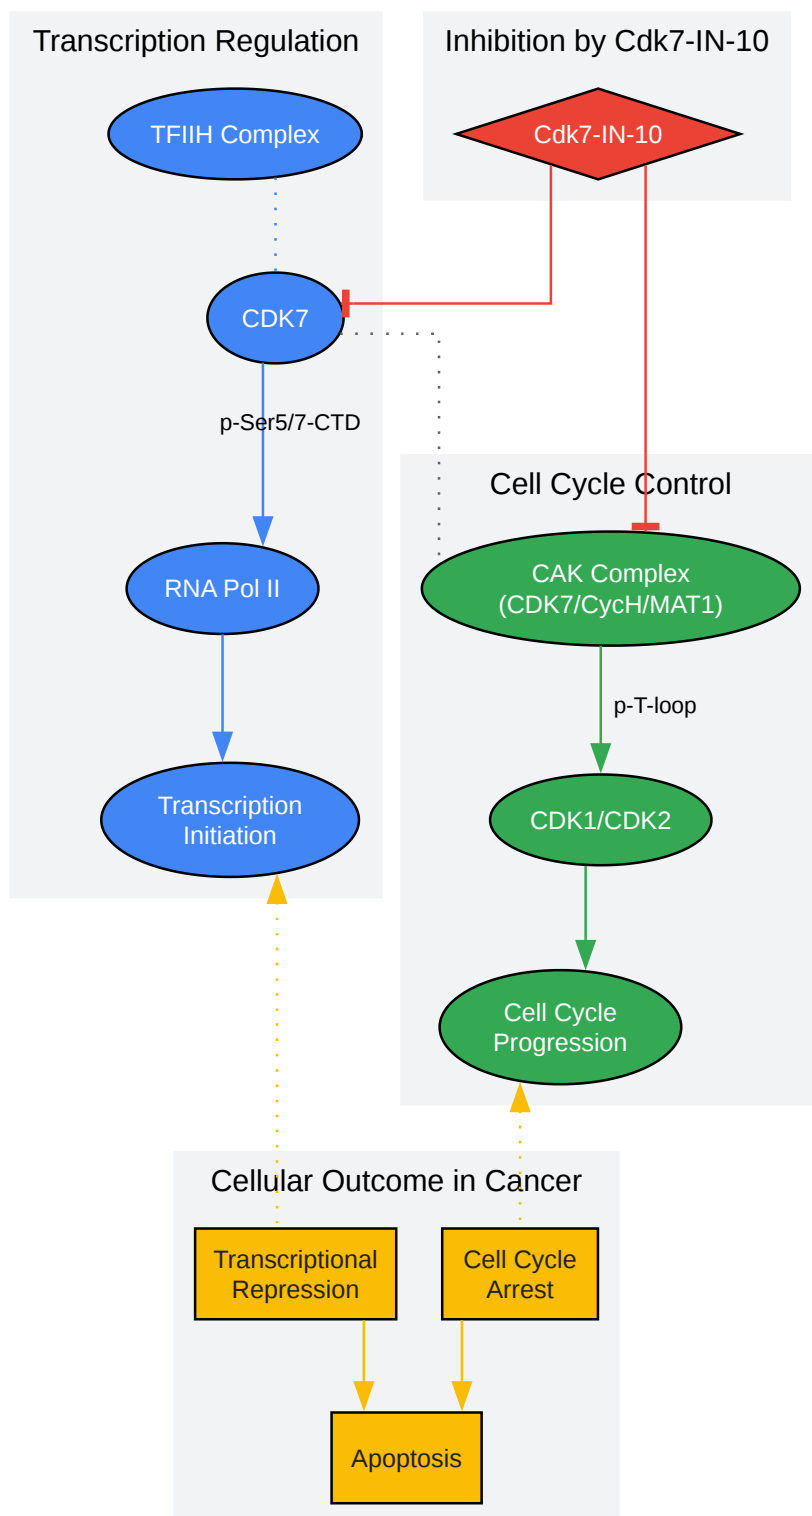 Transcription Regulation
TFIIH Complex
CDK7
p-Ser5/7-CTD
RNA Pol II
Transcription
Initiation
Inhibition by Cdk7-IN-10
Cdk7-IN-10
Cell Cycle Control
CAK Complex
(CDK7/CycH/MAT1)
p-T-loop
CDK1/CDK2
Cell Cycle
Progression
Cellular Outcome in Cancer
Transcriptional
Repression
Cell Cycle
Arrest
Apoptosis